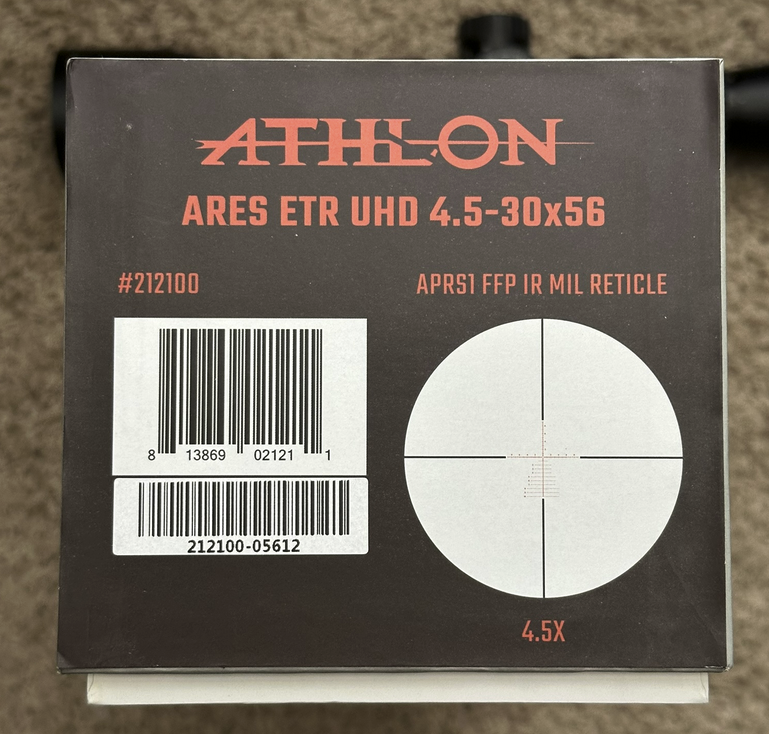 ATHLON
ARES ETR UHD 4.5-30x56
#212100
APRS1 FFP IR MIL RETICLE
8 13869 02121 1
212100-05612
4.5X